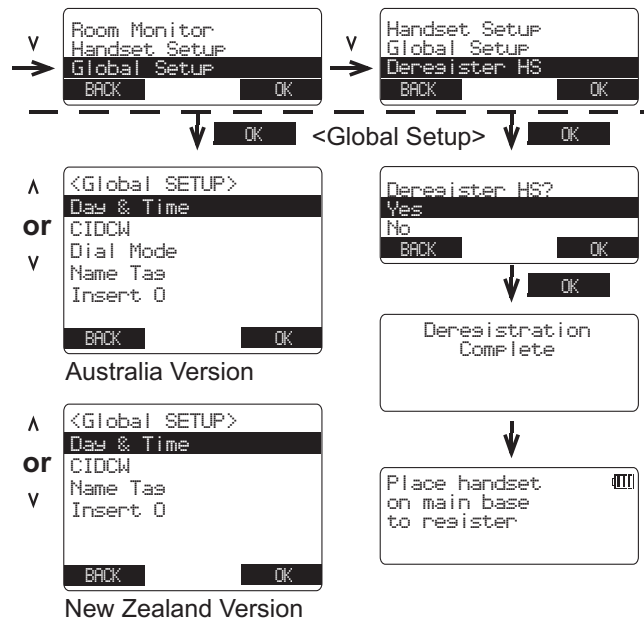 Room Monitor
Handset Setup
Global Setup
BACK OK
Handset Setup
Global Setup
Deregister HS
BACK OK
OK <Global Setup> OK
<Global SETUP>
Day & Time
CIDCW
Dial Mode
Name Tag
Insert 0
BACK OK
or
Australia Version
<Global SETUP>
Day & Time
CIDCW
Name Tag
Insert 0
BACK OK
or
New Zealand Version
Deregister HS?
Yes
No
BACK OK
OK
Deregistration
Complete
Place handset
on main base
to register